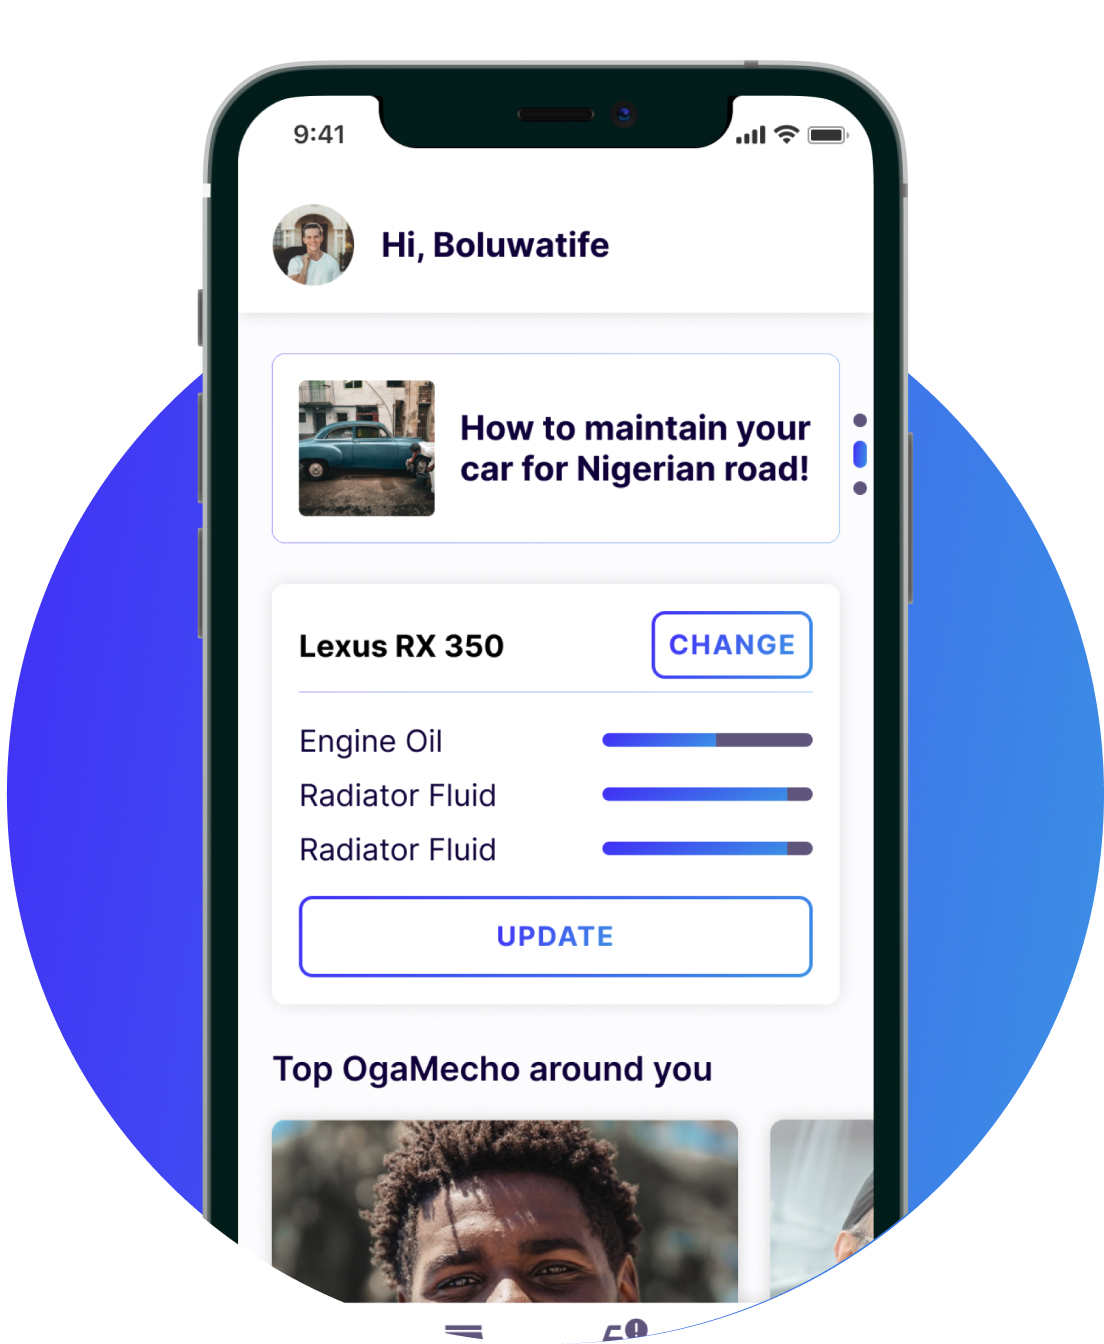 9:41
Hi, Boluwatife
How to maintain your
car for Nigerian road!
Lexus RX 350
CHANGE
Engine Oil
Radiator Fluid
Radiator Fluid
UPDATE
Top OgaMecho around you